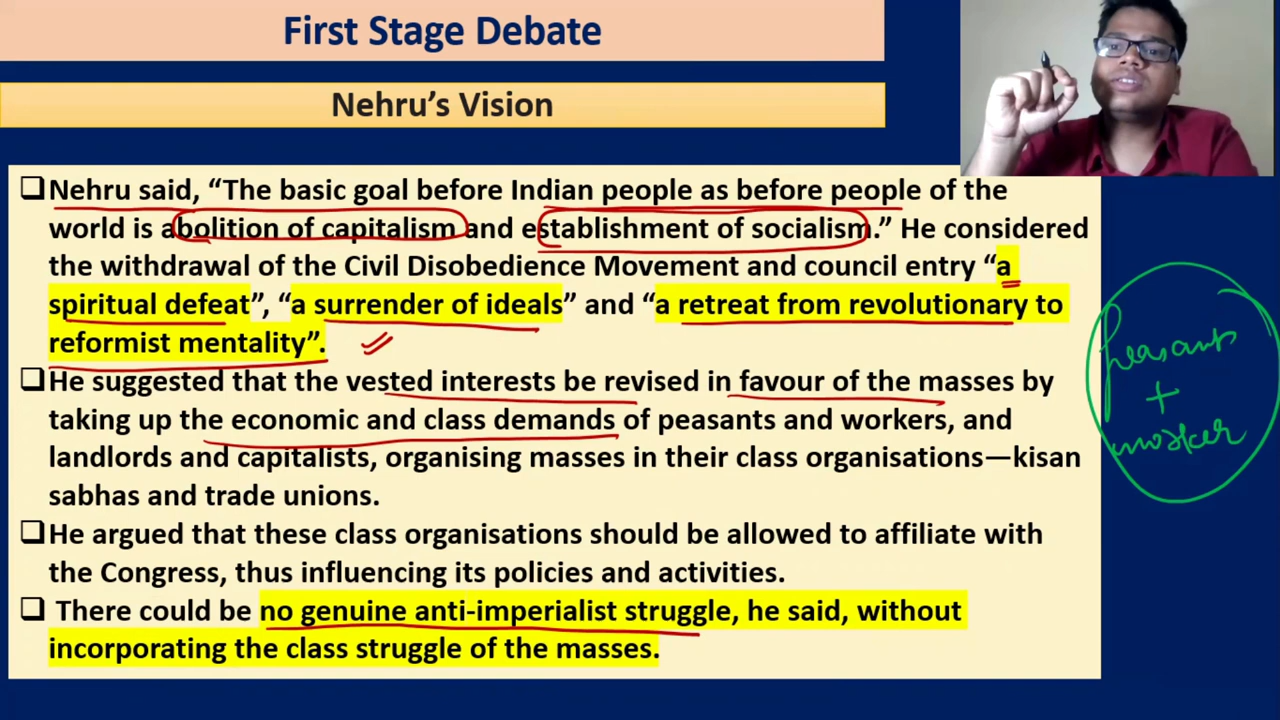 First Stage Debate
Nehru’s Vision
❑Nehru said, “The basic goal before Indian people as before people of the
world is abolition of capitalism and establishment of socialism.” He considered
the withdrawal of the Civil Disobedience Movement and council entry “a
spiritual defeat”, “a surrender of ideals” and “a retreat from revolutionary to
reformist mentality”.
❑He suggested that the vested interests be revised in favour of the masses by
taking up the economic and class demands of peasants and workers, and
landlords and capitalists, organising masses in their class organisations—kisan
sabhas and trade unions.
❑He argued that these class organisations should be allowed to affiliate with
the Congress, thus influencing its policies and activities.
❑ There could be no genuine anti-imperialist struggle, he said, without
incorporating the class struggle of the masses.
peasants
+
worker